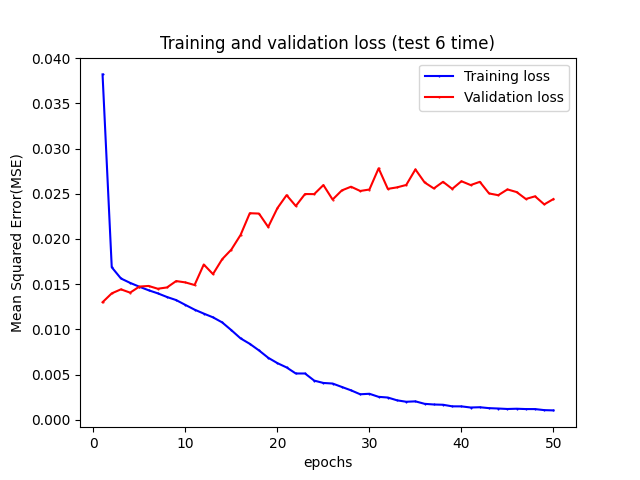 Training and validation loss (test 6 time)
Training loss
Validation loss
Mean Squared Error(MSE)
0.040
0.035
0.030
0.025
0.020
0.015
0.010
0.005
0.000
0 10 20 30 40 50
epochs